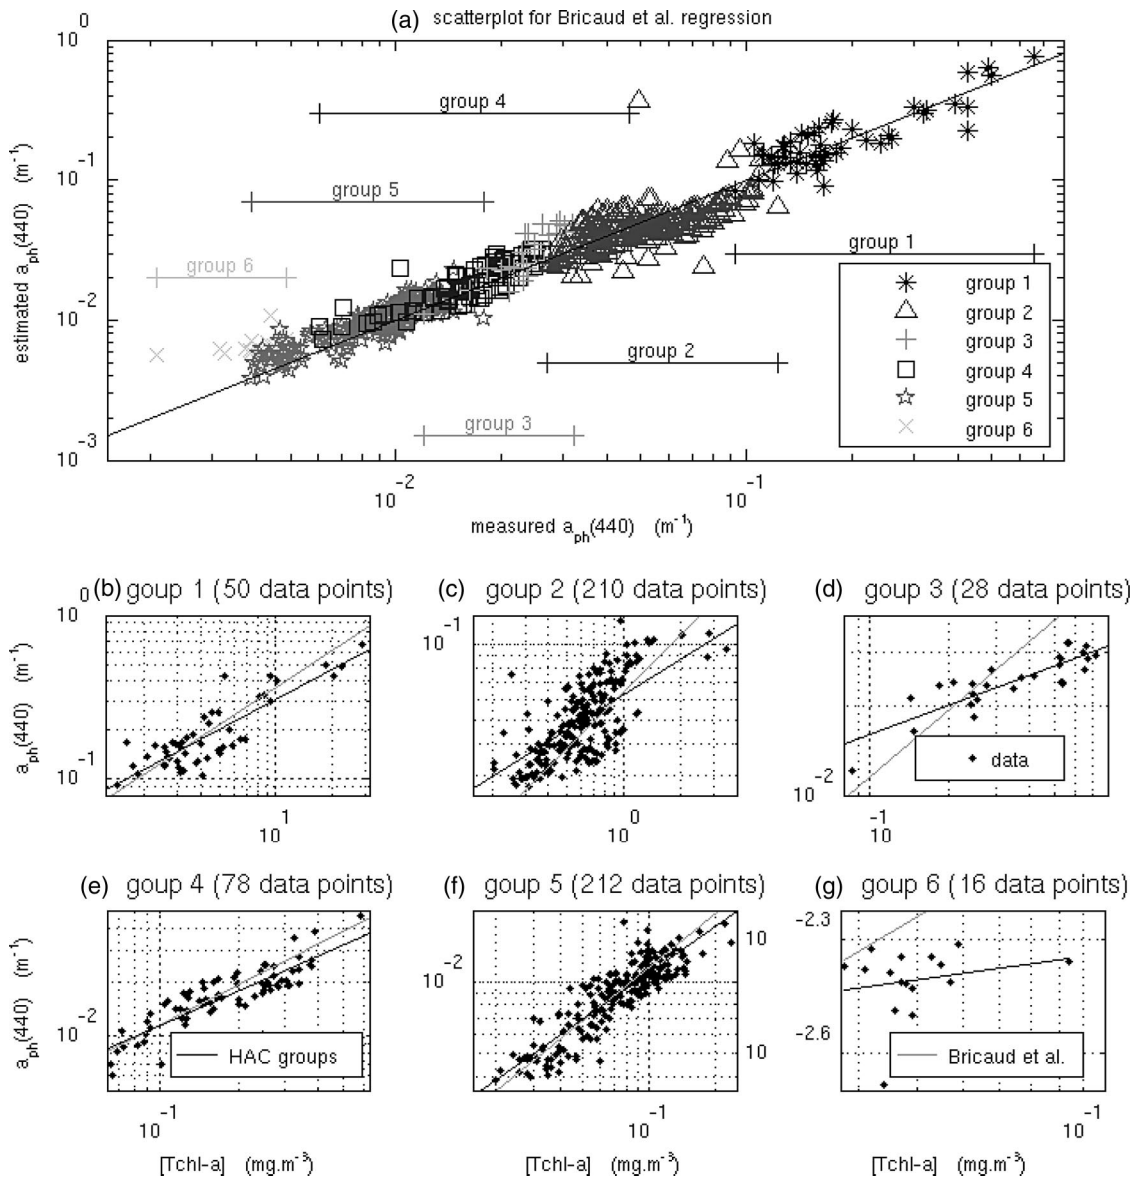 (a) scatterplot for Bricaud et al. regression
10^0
10^-1
10^-2
10^-3
estimated a_ph(440) (m^-1)
group 4
group 5
group 6
group 1
group 2
group 3
group 1
group 2
group 3
group 4
group 5
group 6
10^-2
10^-1
measured a_ph(440) (m^-1)
(b) goup 1 (50 data points)
10^0
10^-1
a_ph(440) (m^-1)
10^1
(c) goup 2 (210 data points)
10^-1
10^0
(d) goup 3 (28 data points)
data
10^-2
10^-1
(e) goup 4 (78 data points)
10^-2
a_ph(440) (m^-1)
HAC groups
10^-1
[Tchl-a] (mg.m^-3)
(f) goup 5 (212 data points)
10^-2
10^-1
[Tchl-a] (mg.m^-3)
(g) goup 6 (16 data points)
10^-2.3
10^-2.6
Bricaud et al.
10^-1
[Tchl-a] (mg.m^-3)